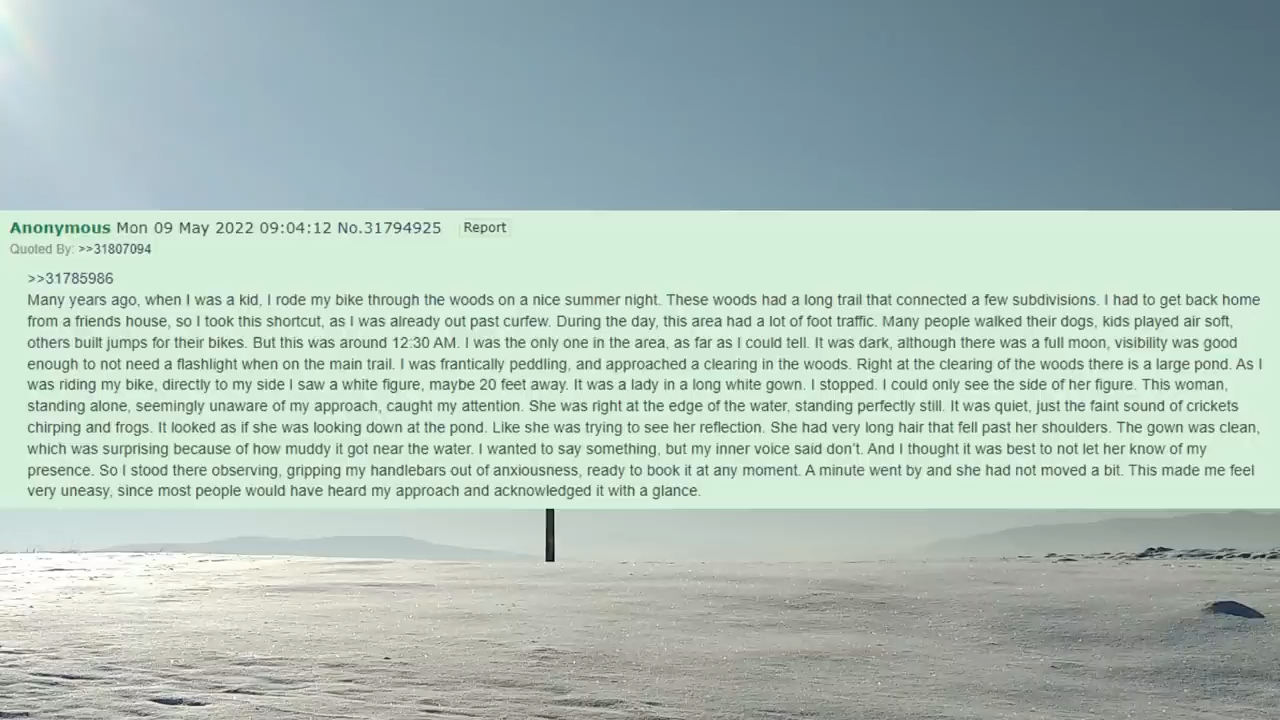 Anonymous Mon 09 May 2022 09:04:12 No.31794925 Report
Quoted By: >>31807094
>>31785986
Many years ago, when I was a kid, I rode my bike through the woods on a nice summer night. These woods had a long trail that connected a few subdivisions. I had to get back home
from a friends house, so I took this shortcut, as I was already out past curfew. During the day, this area had a lot of foot traffic. Many people walked their dogs, kids played air soft,
others built jumps for their bikes. But this was around 12:30 AM. I was the only one in the area, as far as I could tell. It was dark, although there was a full moon, visibility was good
enough to not need a flashlight when on the main trail. I was frantically peddling, and approached a clearing in the woods. Right at the clearing of the woods there is a large pond. As I
was riding my bike, directly to my side I saw a white figure, maybe 20 feet away. It was a lady in a long white gown. I stopped. I could only see the side of her figure. This woman,
standing alone, seemingly unaware of my approach, caught my attention. She was right at the edge of the water, standing perfectly still. It was quiet, just the faint sound of crickets
chirping and frogs. It looked as if she was looking down at the pond. Like she was trying to see her reflection. She had very long hair that fell past her shoulders. The gown was clean,
which was surprising because of how muddy it got near the water. I wanted to say something, but my inner voice said don't. And I thought it was best to not let her know of my
presence. So I stood there observing, gripping my handlebars out of anxiousness, ready to book it at any moment. A minute went by and she had not moved a bit. This made me feel
very uneasy, since most people would have heard my approach and acknowledged it with a glance.